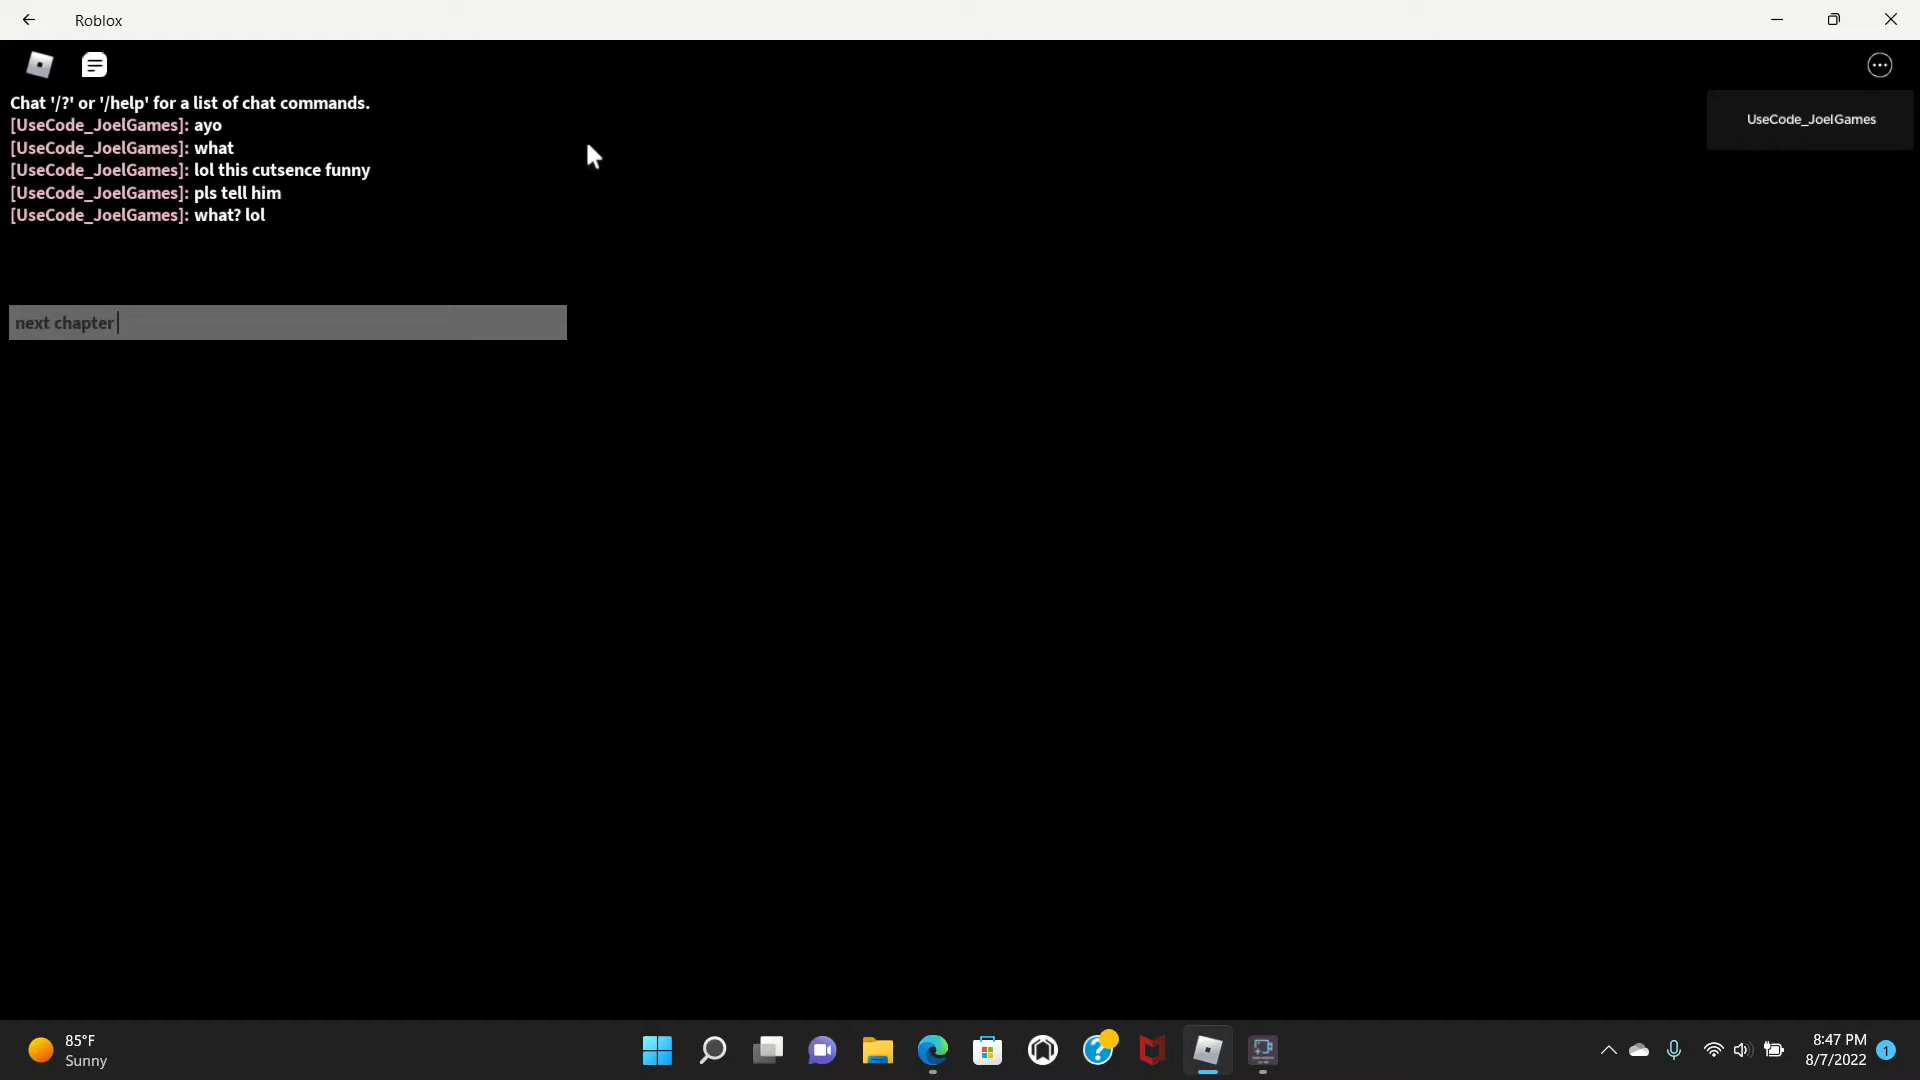 Roblox
Chat '/?' or '/help' for a list of chat commands.
[UseCode_JoelGames]: ayo
UseCode_JoelGames
[UseCode_JoelGames]: what
[UseCode_JoelGames]: lol this cutsence funny
[UseCode_JoelGames]: pls tell him
[UseCode_JoelGames]: what? lol
next chapter
85°F
Sunny
8:47 PM
8/7/2022
1